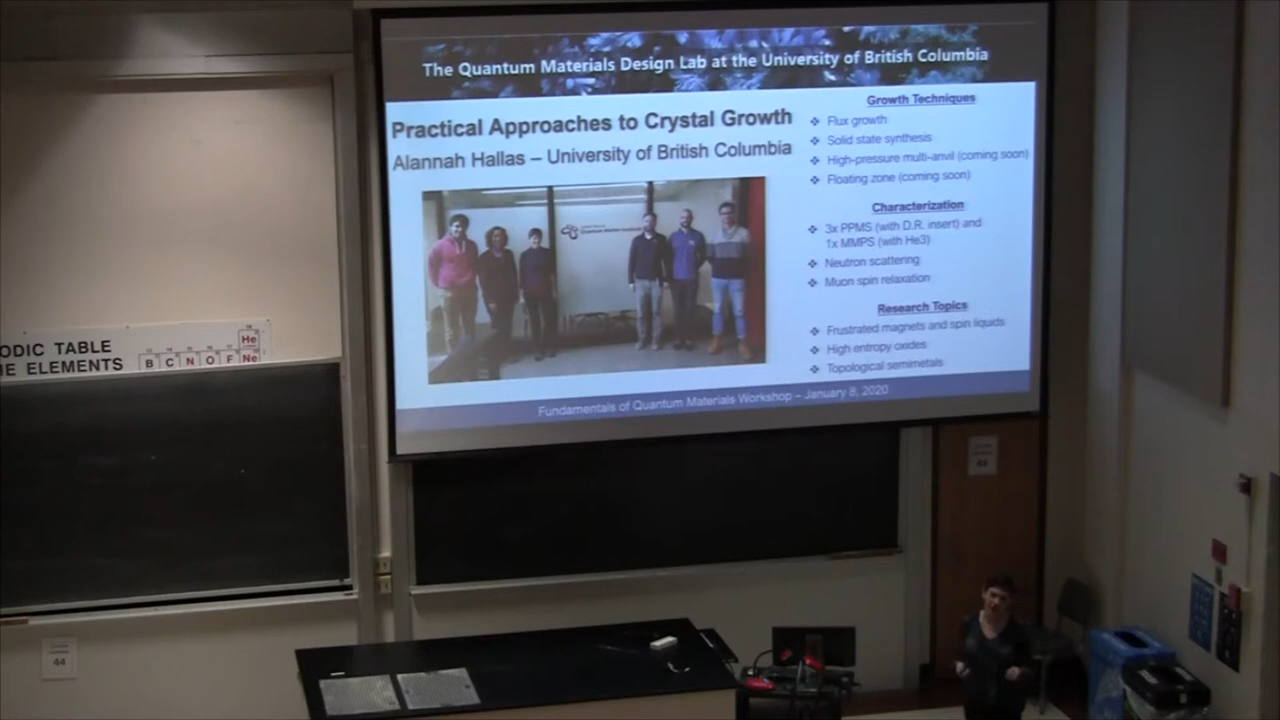 The Quantum Materials Design Lab at the University of British Columbia
Practical Approaches to Crystal Growth
Alannah Hallas – University of British Columbia
Growth Techniques
❖ Flux growth
❖ Solid state synthesis
❖ High-pressure multi-anvil (coming soon)
❖ Floating zone (coming soon)
Characterization
❖ 3x PPMS (with D.R. insert) and
1x MMPS (with He3)
❖ Neutron scattering
❖ Muon spin relaxation
Research Topics
❖ Frustrated magnets and spin liquids
❖ High entropy oxides
❖ Topological semimetals
Fundamentals of Quantum Materials Workshop – January 8, 2020
ODIC TABLE
E ELEMENTS
He
B C N O F Ne
44
44